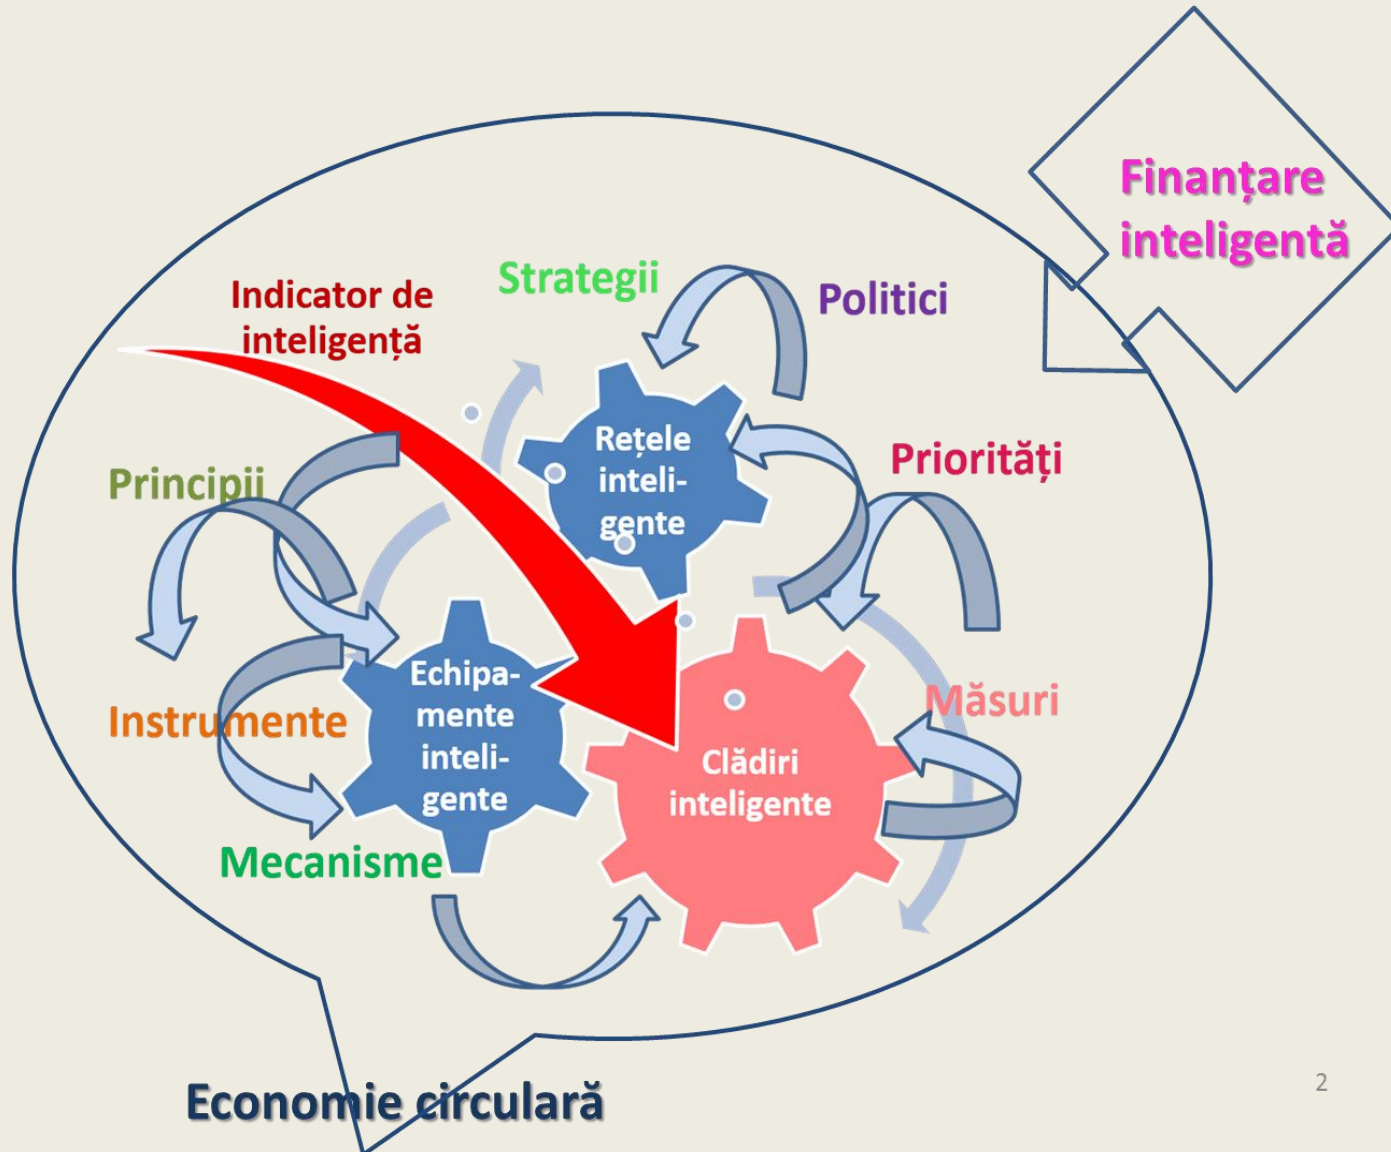 Finanțare
inteligentă
Strategii
Indicator de
inteligență
Politici
Rețele
inteli-
gente
Priorități
Principii
Echipa-
mente
inteli-
gente
Măsuri
Instrumente
Clădiri
inteligente
Mecanisme
Economie circulară
2